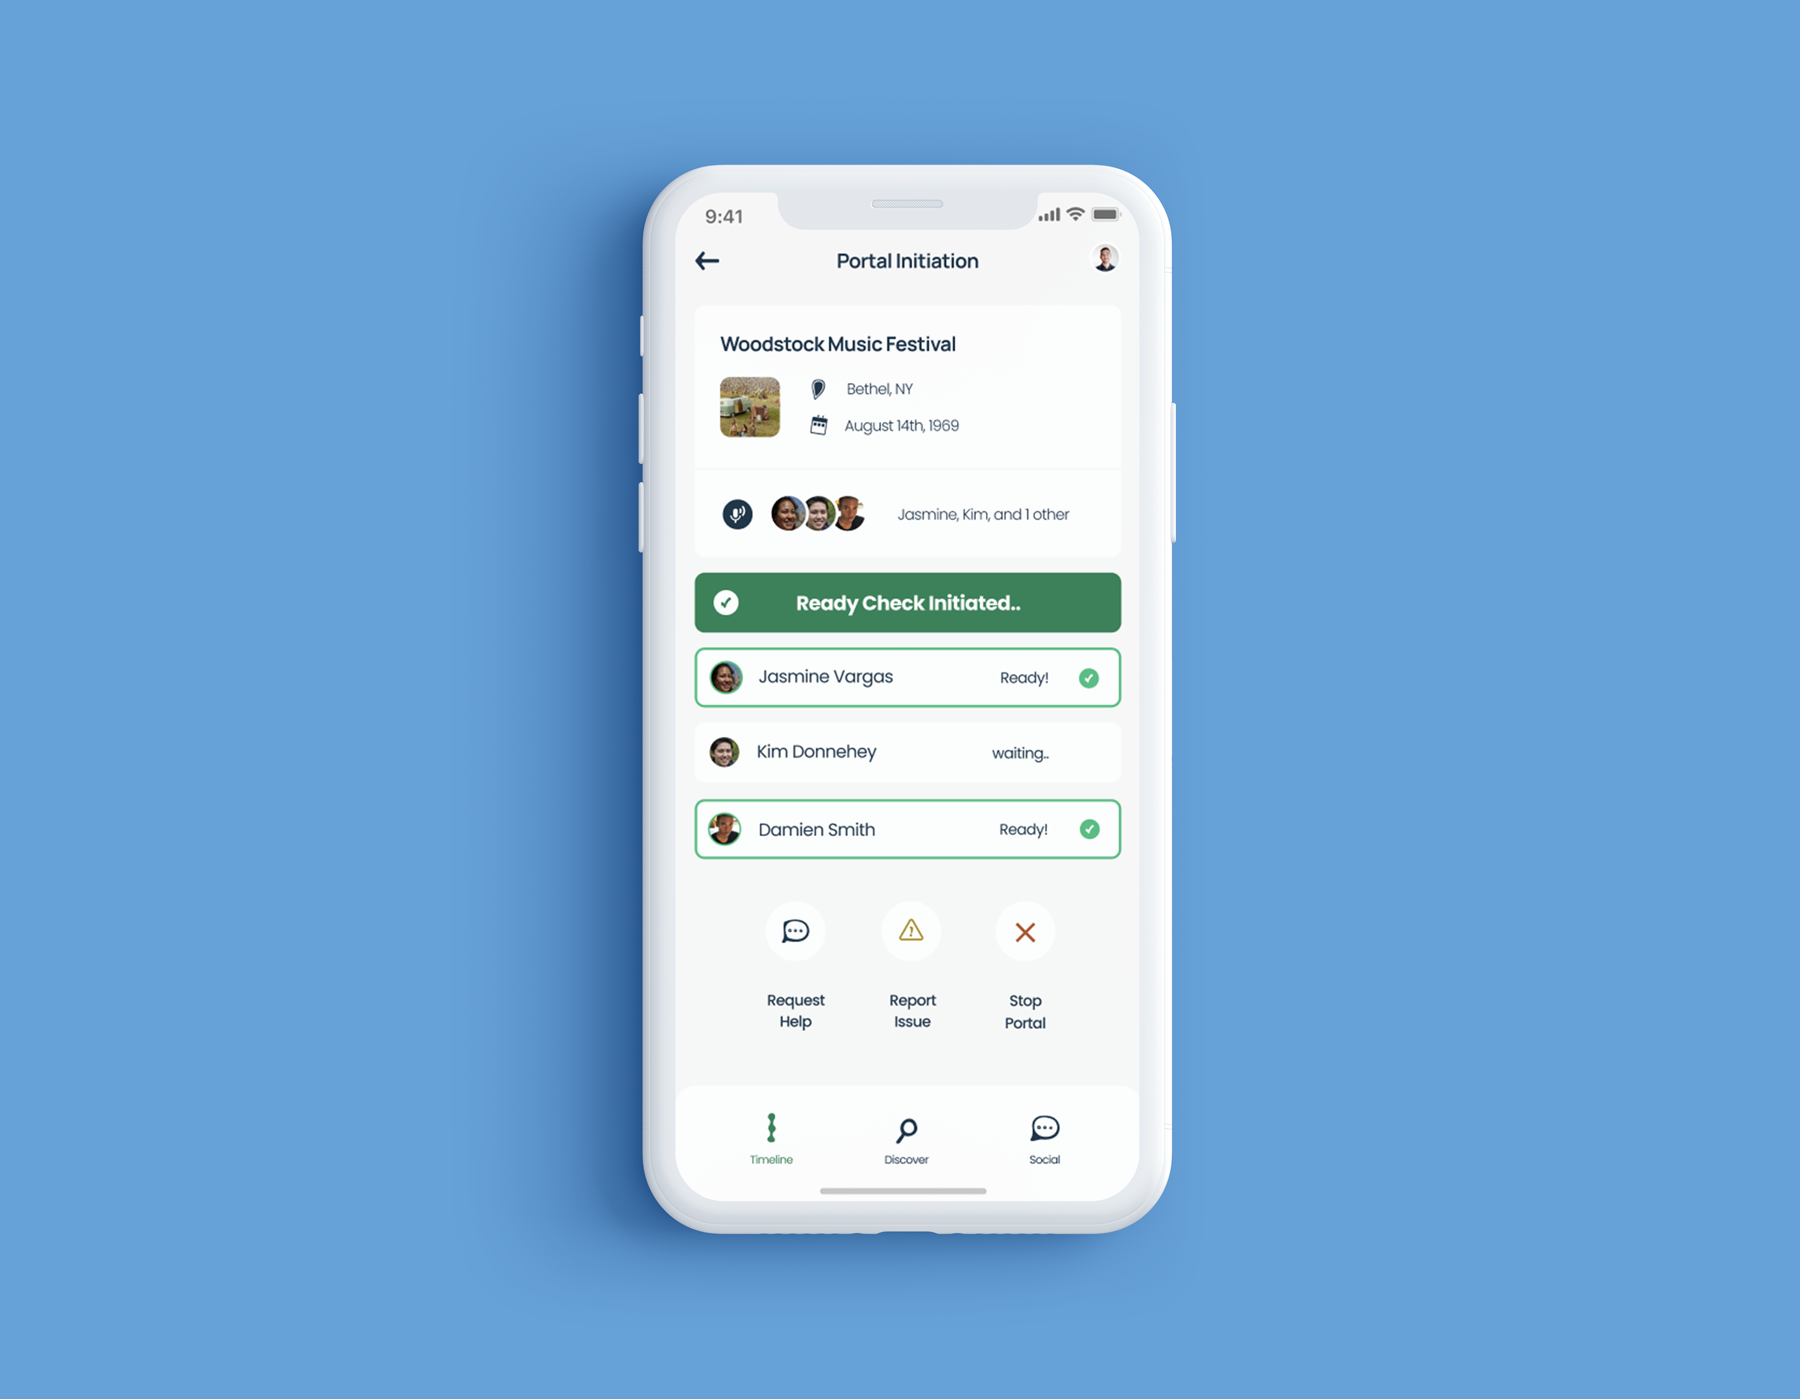 9:41
Portal Initiation
Woodstock Music Festival
Bethel, NY
August 14th, 1969
Jasmine, Kim, and 1 other
Ready Check Initiated..
Jasmine Vargas Ready!
Kim Donnehey waiting..
Damien Smith Ready!
Request Help
Report Issue
Stop Portal
Timeline Discover Social